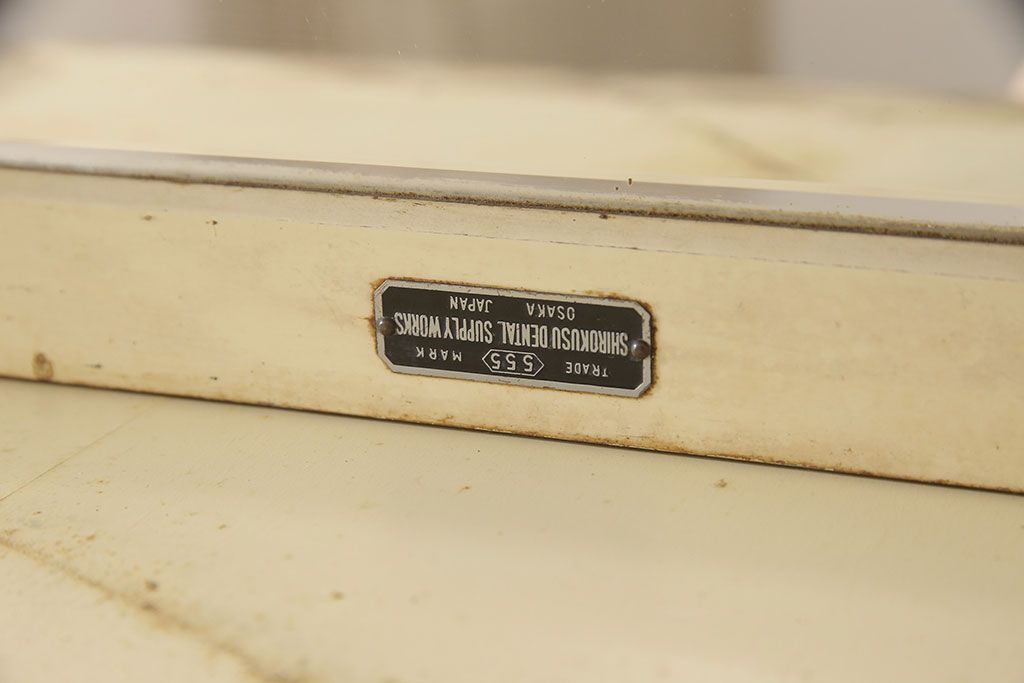 TRADE 555 MARK
SHIROKUSU DENTAL SUPPLY WORKS
OSAKA JAPAN